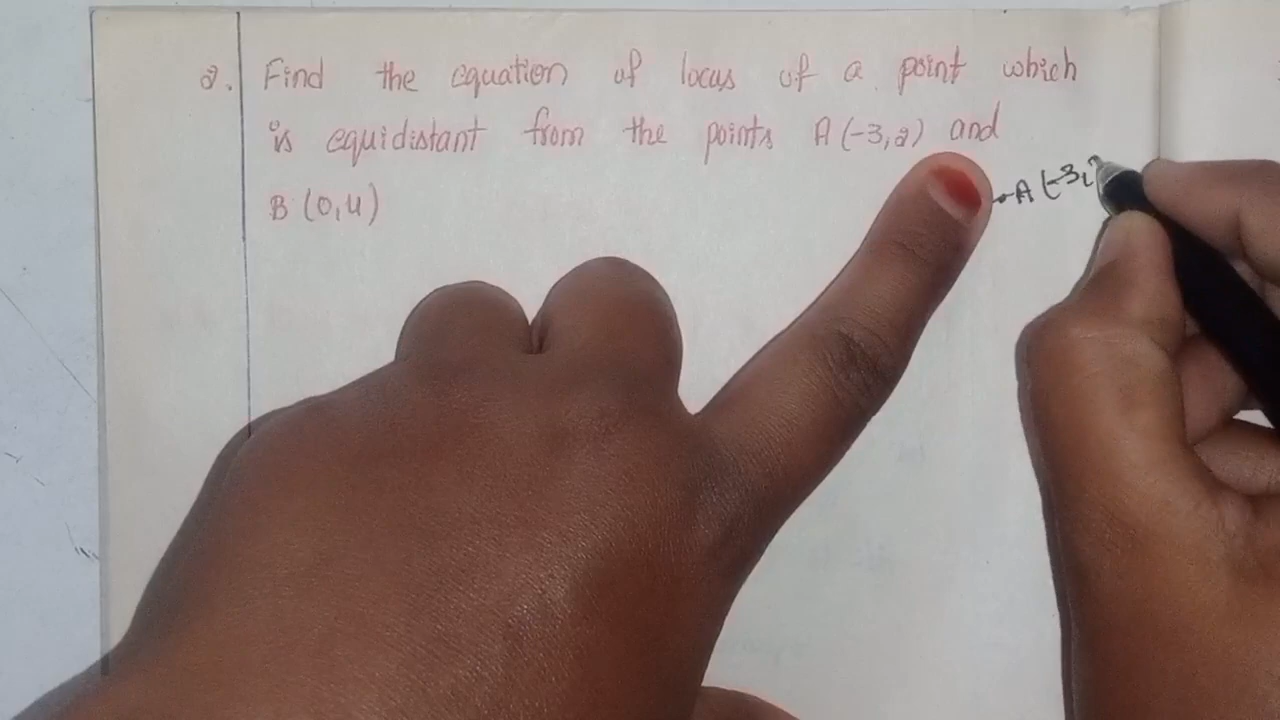 2. Find the equation of locus of a point which
is equidistant from the points A (-3,2) and
B (0,4)
A (-3,